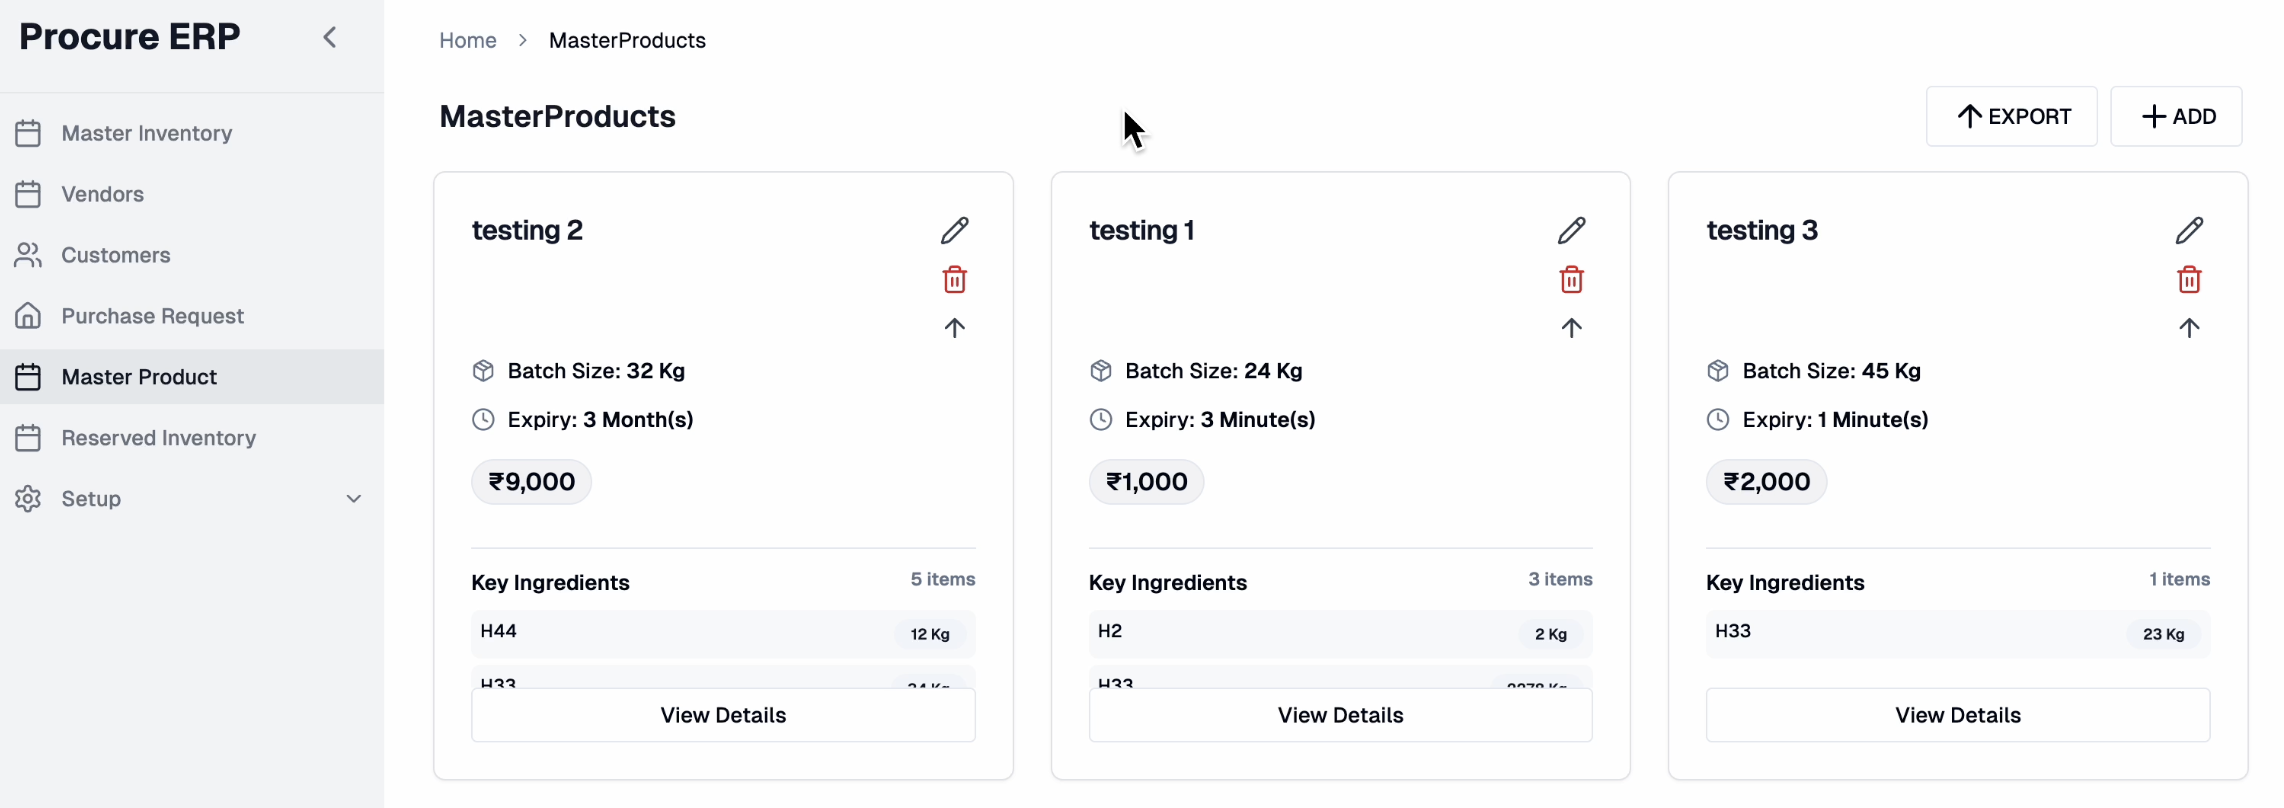 Procure ERP
Home > MasterProducts
Master Inventory
Vendors
Customers
Purchase Request
Master Product
Reserved Inventory
Setup
MasterProducts
EXPORT
ADD
testing 2
Batch Size: 32 Kg
Expiry: 3 Month(s)
₹9,000
Key Ingredients
5 items
H44
12 Kg
H33
View Details
testing 1
Batch Size: 24 Kg
Expiry: 3 Minute(s)
₹1,000
Key Ingredients
3 items
H2
2 Kg
H33
View Details
testing 3
Batch Size: 45 Kg
Expiry: 1 Minute(s)
₹2,000
Key Ingredients
1 items
H33
23 Kg
View Details